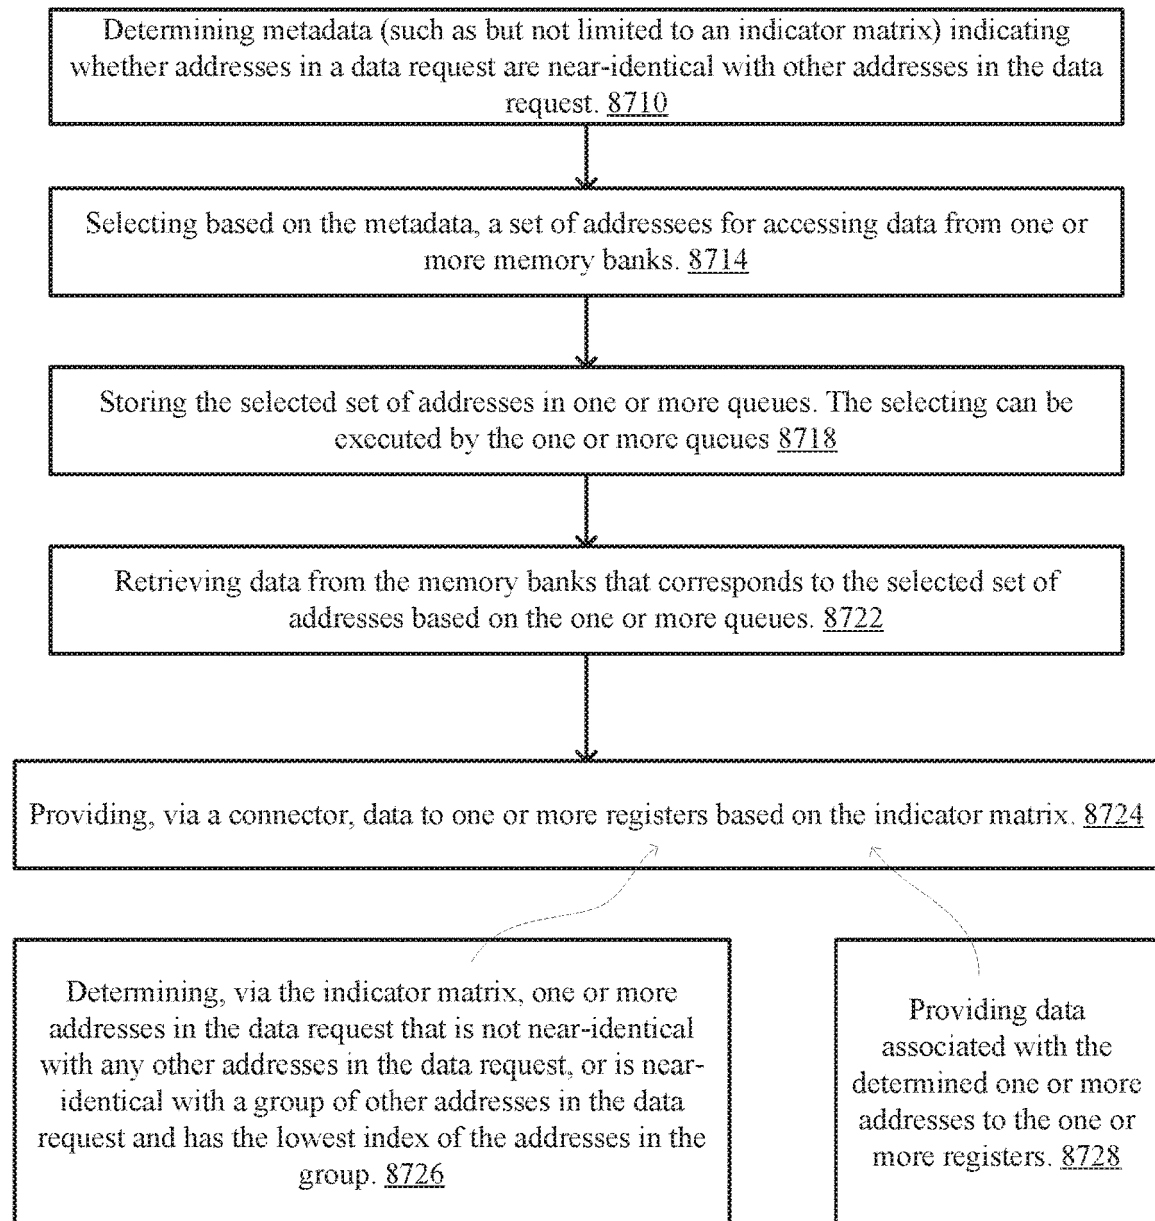 Determining metadata (such as but not limited to an indicator matrix) indicating
whether addresses in a data request are near-identical with other addresses in the data
request. 8710
Selecting based on the metadata, a set of addressees for accessing data from one or
more memory banks. 8714
Storing the selected set of addresses in one or more queues. The selecting can be
executed by the one or more queues 8718
Retrieving data from the memory banks that corresponds to the selected set of
addresses based on the one or more queues. 8722
Providing, via a connector, data to one or more registers based on the indicator matrix. 8724
Determining, via the indicator matrix, one or more
addresses in the data request that is not near-identical
with any other addresses in the data request, or is near-
identical with a group of other addresses in the data
request and has the lowest index of the addresses in the
group. 8726
Providing data
associated with the
determined one or more
addresses to the one or
more registers. 8728